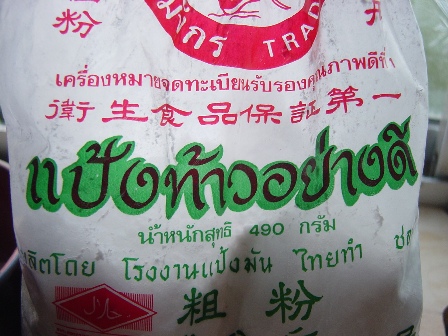 粉
มังกร TRAD
เครื่องหมายจดทะเบียนรับรองคุณภาพดีที่1
衛生食品保証第一
แป้งท้าวอย่างดี
น้ำหนักสุทธิ 490 กรัม
ผลิตโดย โรงงานแป้งมัน ไทยทำ
حلال
粗粉